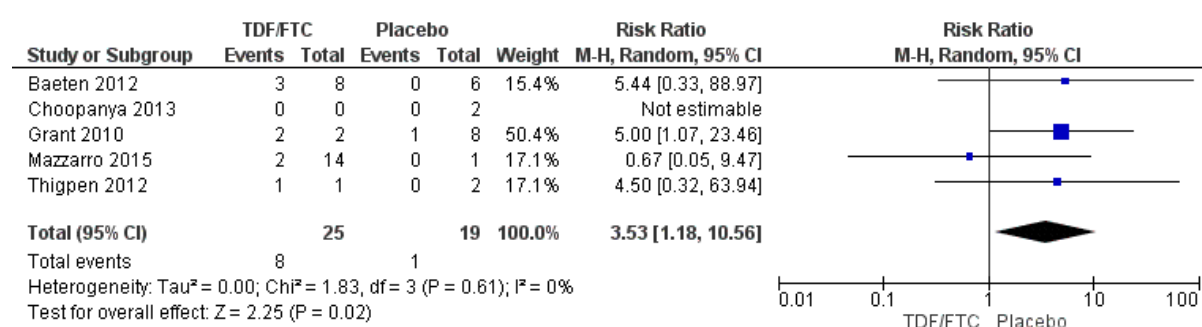 TDF/FTC Placebo Risk Ratio Risk Ratio
Study or Subgroup Events Total Events Total Weight M-H, Random, 95% CI M-H, Random, 95% CI
Baeten 2012 3 8 0 6 15.4% 5.44 [0.33, 88.97]
Choopanya 2013 0 0 0 2 Not estimable
Grant 2010 2 2 1 8 50.4% 5.00 [1.07, 23.46]
Mazzarro 2015 2 14 0 1 17.1% 0.67 [0.05, 9.47]
Thigpen 2012 1 1 0 2 17.1% 4.50 [0.32, 63.94]
Total (95% CI) 25 19 100.0% 3.53 [1.18, 10.56]
Total events 8 1
Heterogeneity: Tau² = 0.00; Chi² = 1.83, df = 3 (P = 0.61); I² = 0%
Test for overall effect: Z = 2.25 (P = 0.02)
0.01 0.1 1 10 100
TDF/FTC Placebo